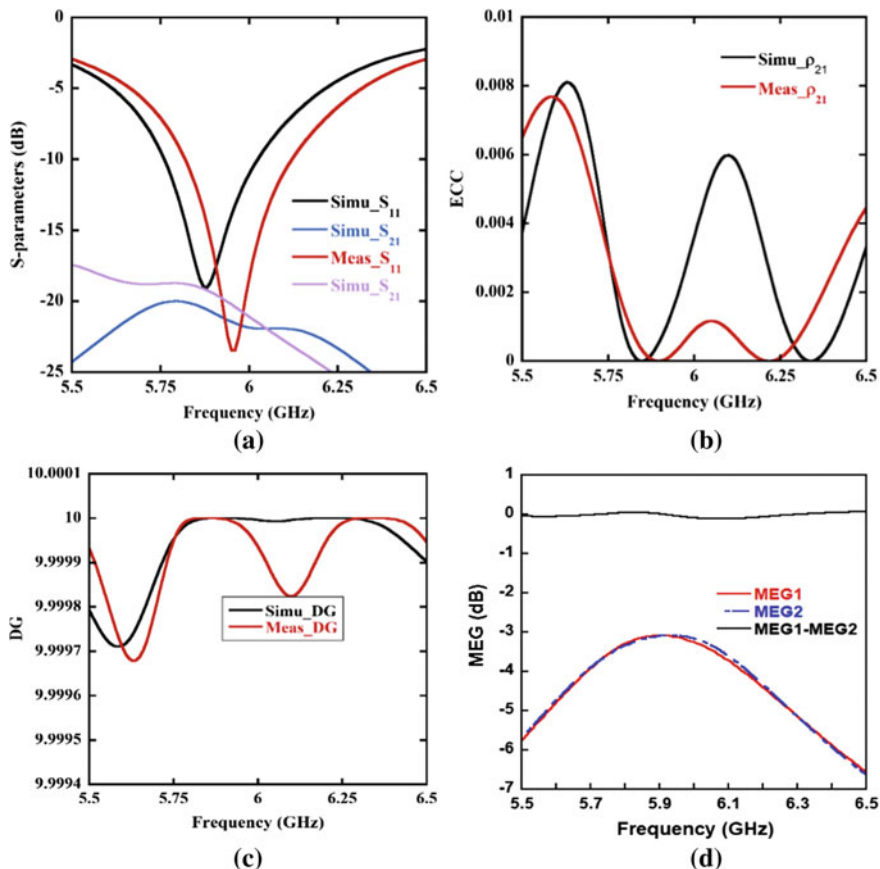 0
-5
-10
-15
-20
-25
S-parameters (dB)
Simu_S11
Simu_S21
Meas_S11
Simu_S21
5.5 5.75 6 6.25 6.5
Frequency (GHz)
(a)
0.01
0.008
0.006
0.004
0.002
0
ECC
Simu_ρ21
Meas_ρ21
5.5 5.75 6 6.25 6.5
Frequency (GHz)
(b)
10.0001
10
9.9999
9.9998
9.9997
9.9996
9.9995
9.9994
DG
Simu_DG
Meas_DG
5.5 5.75 6 6.25 6.5
Frequency (GHz)
(c)
1
0
-1
-2
-3
-4
-5
-6
-7
MEG (dB)
MEG1
MEG2
MEG1-MEG2
5.5 5.7 5.9 6.1 6.3 6.5
Frequency (GHz)
(d)